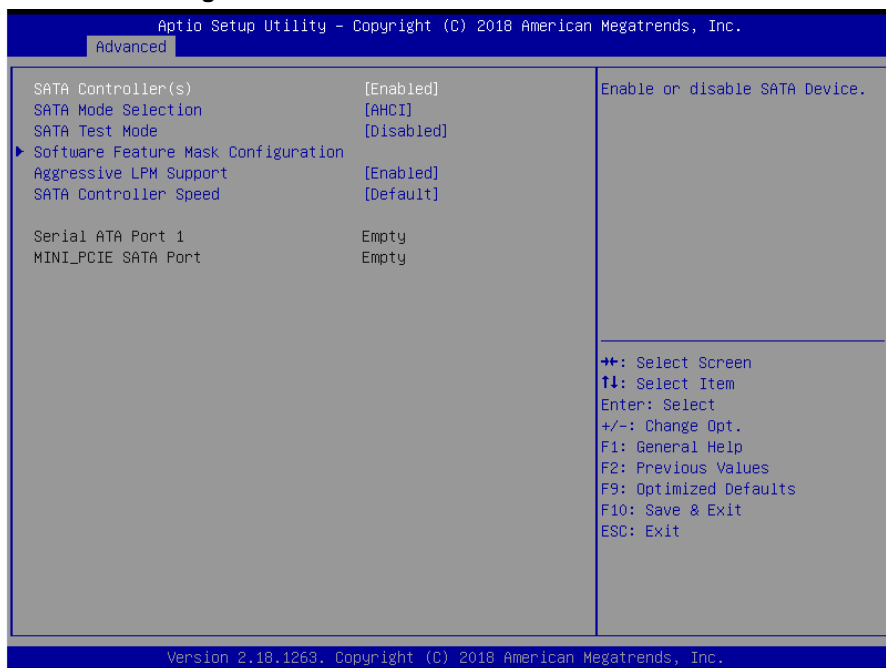 Aptio Setup Utility – Copyright (C) 2018 American Megatrends, Inc.
Advanced
SATA Controller(s) [Enabled]
SATA Mode Selection [AHCI]
SATA Test Mode [Disabled]
▶ Software Feature Mask Configuration
Aggressive LPM Support [Enabled]
SATA Controller Speed [Default]
Serial ATA Port 1 Empty
MINI_PCIE SATA Port Empty
Enable or disable SATA Device.
→←: Select Screen
↑↓: Select Item
Enter: Select
+/-: Change Opt.
F1: General Help
F2: Previous Values
F9: Optimized Defaults
F10: Save & Exit
ESC: Exit
Version 2.18.1263. Copyright (C) 2018 American Megatrends, Inc.